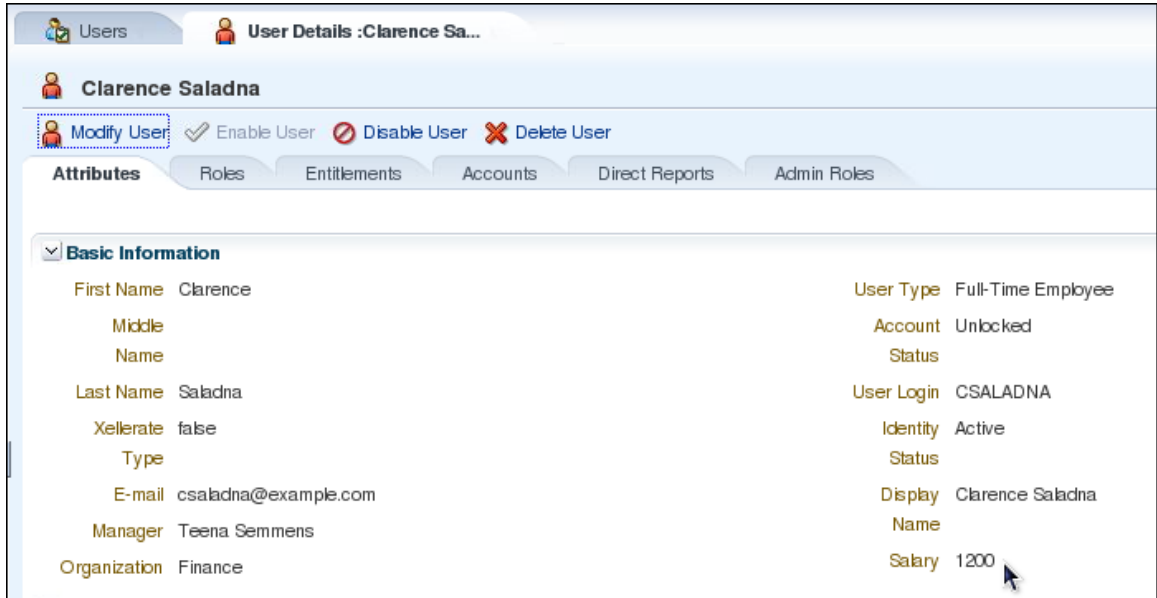 Users
User Details :Clarence Sa...
Clarence Saladna
Modify User Enable User Disable User Delete User
Attributes Roles Entitlements Accounts Direct Reports Admin Roles
Basic Information
First Name Clarence
Middle
Name
Last Name Saladna
Xellerate false
Type
E-mail csaladna@example.com
Manager Teena Semmens
Organization Finance
User Type Full-Time Employee
Account Unlocked
Status
User Login CSALADNA
Identity Active
Status
Display Clarence Saladna
Name
Salary 1200